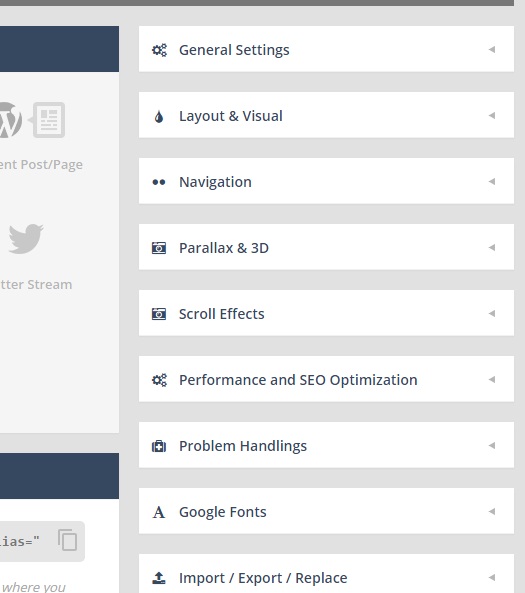 General Settings
Layout & Visual
ent Post/Page
Navigation
Parallax & 3D
tter Stream
Scroll Effects
Performance and SEO Optimization
Problem Handlings
Google Fonts
ias="
Import / Export / Replace
where you